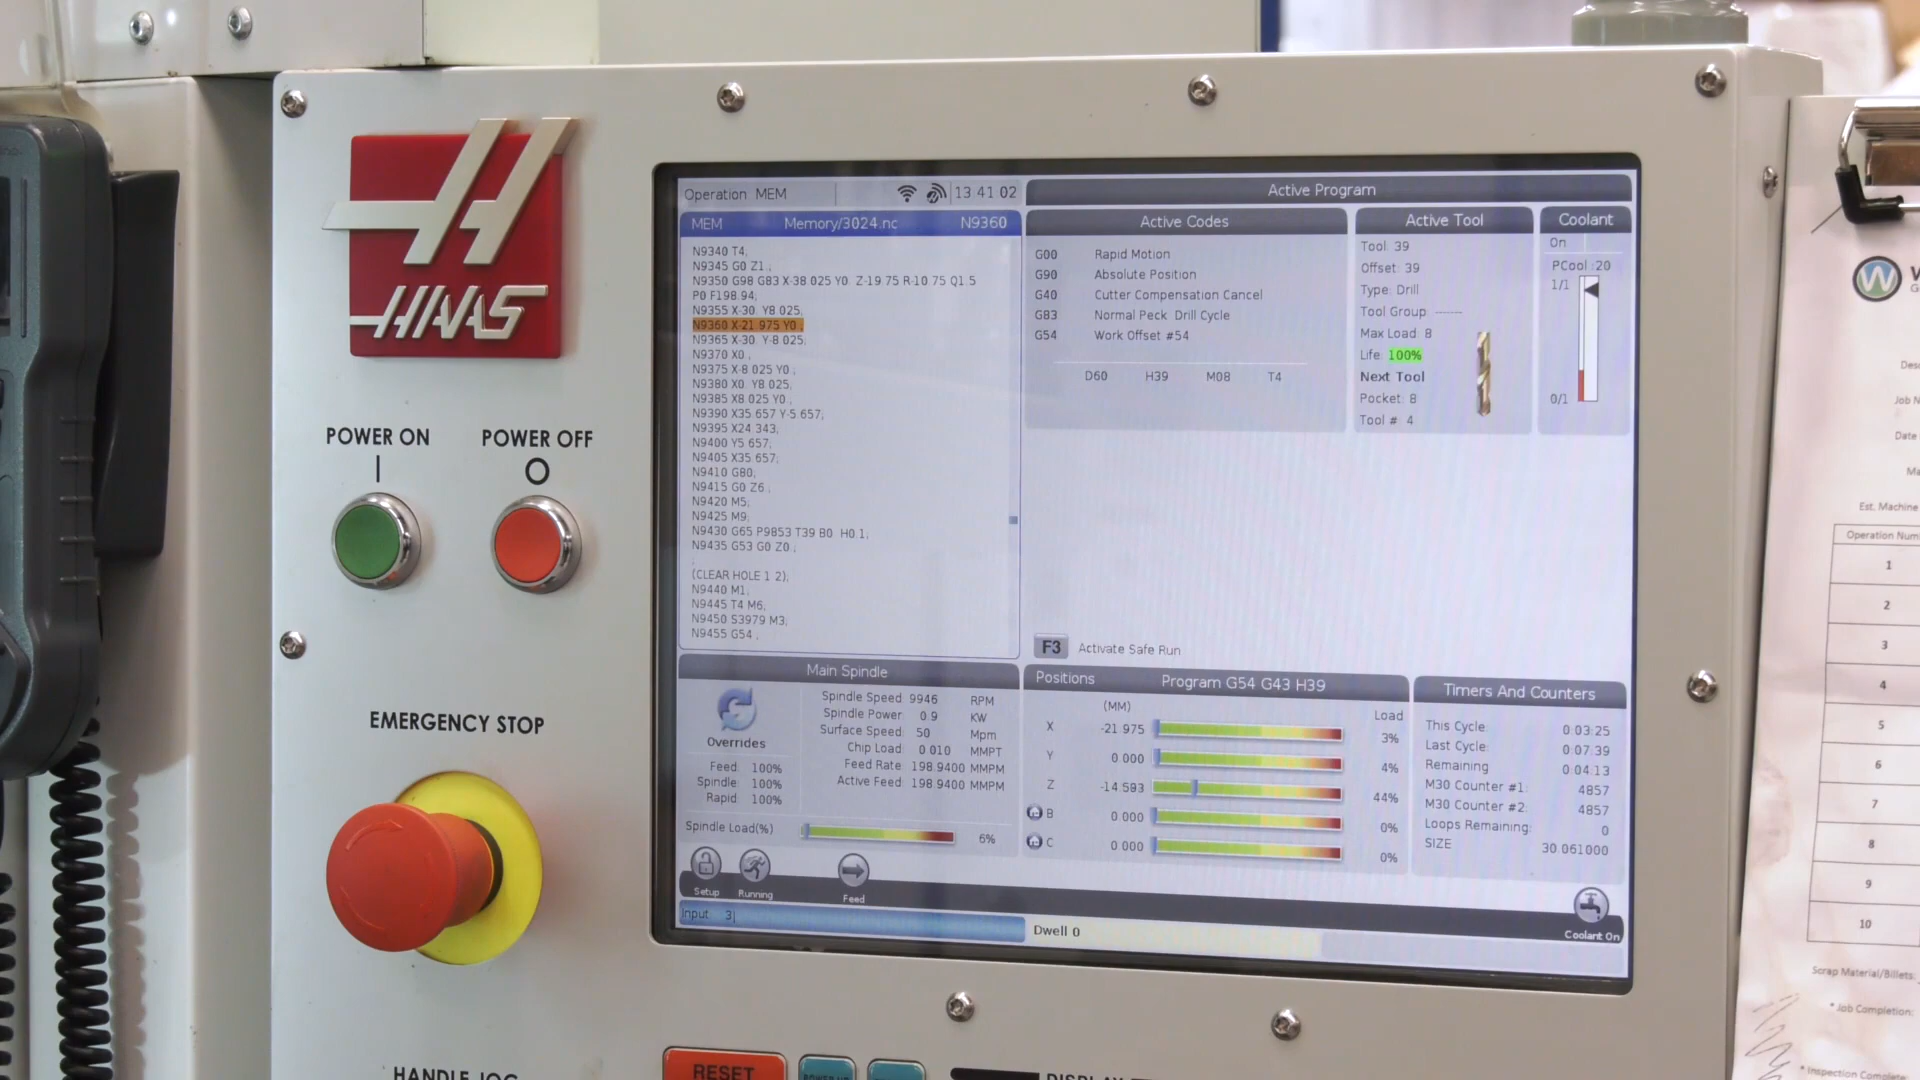 HAAS
POWER ON
POWER OFF
I
O
EMERGENCY STOP
HANDLE JOG
RESET
Operation MEM
13 41 02
MEM Memory/3024.nc N9360
N9340 T4;
N9345 G0 Z1.;
N9350 G98 G83 X-38.025 Y0. Z-19.75 R-10.75 Q1.5
P0 F198.94;
N9355 X-30. Y8.025;
N9360 X-21.975 Y0.;
N9365 X-30. Y-8.025;
N9370 X0.;
N9375 X-8.025 Y0.;
N9380 X0. Y8.025;
N9385 X8.025 Y0.;
N9390 X35.657 Y-5.657;
N9395 X24.343;
N9400 Y5.657;
N9405 X35.657;
N9410 G80;
N9415 G0 Z6.;
N9420 M5;
N9425 M9;
N9430 G65 P9853 T39 B0. H0.1;
N9435 G53 G0 Z0.;
;
(CLEAR HOLE 1 2);
N9440 M1;
N9445 T4 M6;
N9450 S3979 M3;
N9455 G54 ;
Active Program
Active Codes
G00 Rapid Motion
G90 Absolute Position
G40 Cutter Compensation Cancel
G83 Normal Peck Drill Cycle
G54 Work Offset #54
D60 H39 M08 T4
Active Tool
Tool: 39
Offset: 39
Type: Drill
Tool Group: -------
Max Load: 8
Life: 100%
Next Tool
Pocket: 8
Tool # 4
Coolant
On
PCool :20
1/1
0/1
F3 Activate Safe Run
Main Spindle
Overrides
Feed: 100%
Spindle: 100%
Rapid: 100%
Spindle Speed: 9946 RPM
Spindle Power: 0.9 KW
Surface Speed: 50 Mpm
Chip Load: 0.010 MMPT
Feed Rate: 198.9400 MMPM
Active Feed: 198.9400 MMPM
Spindle Load(%) 6%
Positions Program G54 G43 H39
(MM) Load
X -21.975 3%
Y 0.000 4%
Z -14.593 44%
B 0.000 0%
C 0.000 0%
Timers And Counters
This Cycle: 0:03:25
Last Cycle: 0:07:39
Remaining 0:04:13
M30 Counter #1: 4857
M30 Counter #2: 4857
Loops Remaining: 0
SIZE 30.061000
Setup
Running
Feed
Coolant On
Input: 3
Dwell 0
W
Job N
Date
Est. Machine
Operation Num
1
2
3
4
5
6
7
8
9
10
Scrap Material/Billets:
* Job Completion:
* Inspection Complete: